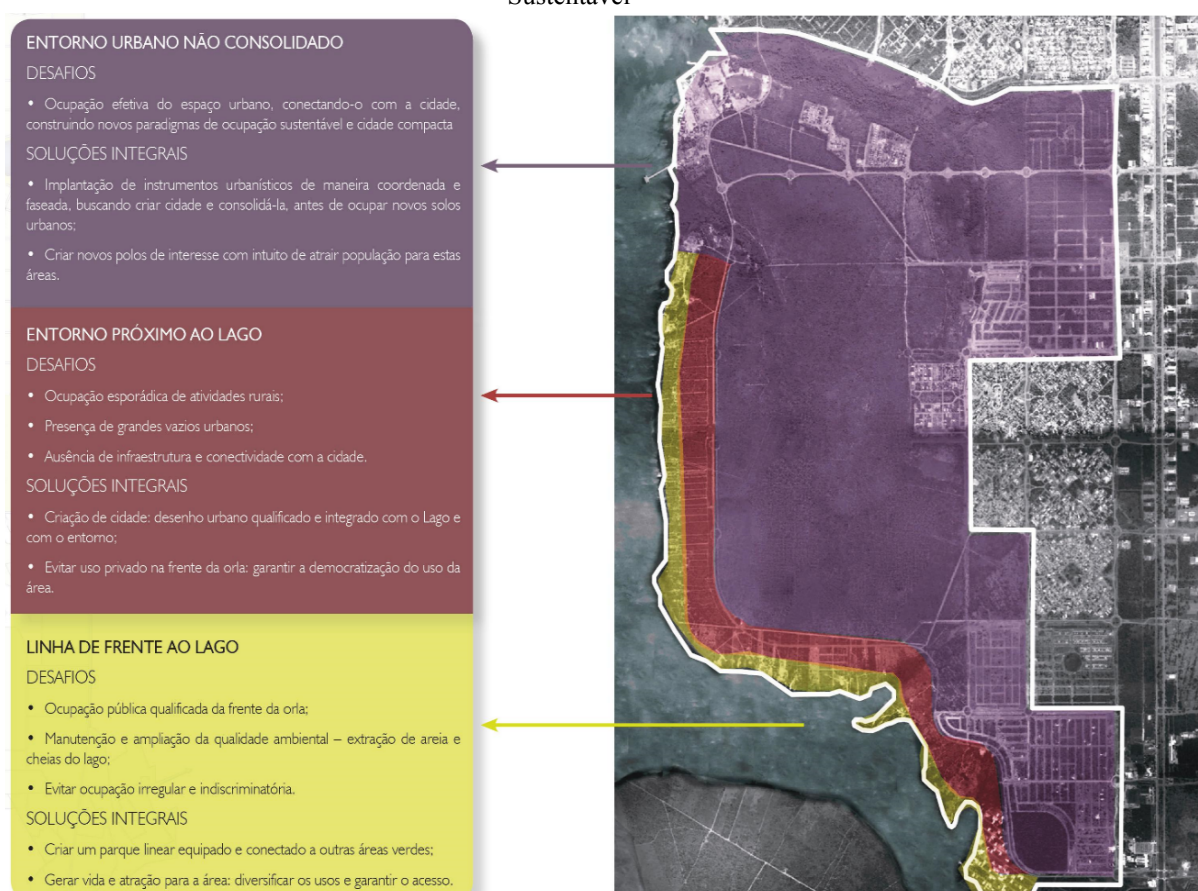 Sustentável
ENTORNO URBANO NÃO CONSOLIDADO
DESAFIOS
• Ocupação efetiva do espaço urbano, conectando-o com a cidade,
construindo novos paradigmas de ocupação sustentável e cidade compacta
SOLUÇÕES INTEGRAIS
• Implantação de instrumentos urbanísticos de maneira coordenada e
faseada, buscando criar cidade e consolidá-la, antes de ocupar novos solos
urbanos;
• Criar novos polos de interesse com intuito de atrair população para estas
áreas.
ENTORNO PRÓXIMO AO LAGO
DESAFIOS
• Ocupação esporádica de atividades rurais;
• Presença de grandes vazios urbanos;
• Ausência de infraestrutura e conectividade com a cidade.
SOLUÇÕES INTEGRAIS
• Criação de cidade: desenho urbano qualificado e integrado com o Lago e
com o entorno;
• Evitar uso privado na frente da orla: garantir a democratização do uso da
área.
LINHA DE FRENTE AO LAGO
DESAFIOS
• Ocupação pública qualificada da frente da orla;
• Manutenção e ampliação da qualidade ambiental – extração de areia e
cheias do lago;
• Evitar ocupação irregular e indiscriminatória.
SOLUÇÕES INTEGRAIS
• Criar um parque linear equipado e conectado a outras áreas verdes;
• Gerar vida e atração para a área: diversificar os usos e garantir o acesso.